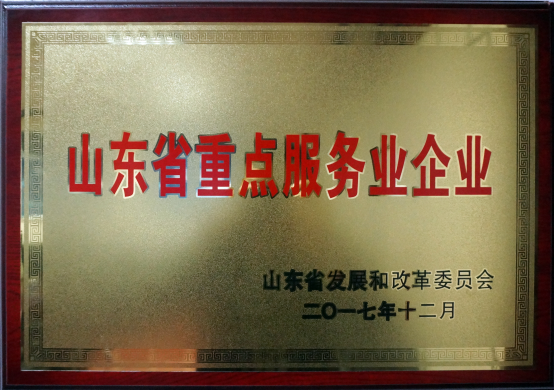 山东省重点服务业企业
山东省发展和改革委员会
二〇一七年十二月